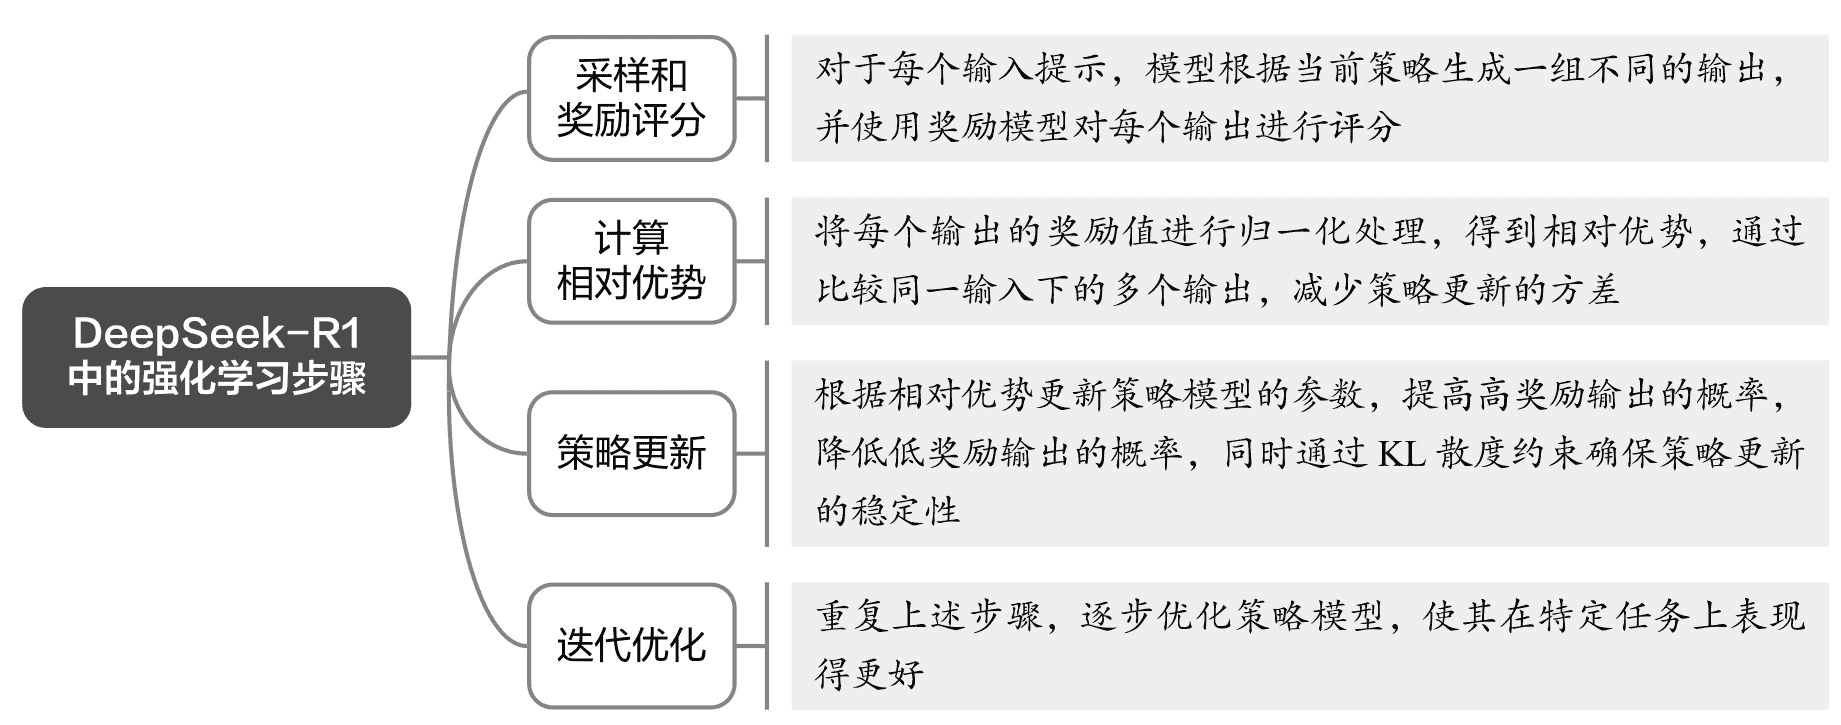 DeepSeek-R1
中的强化学习步骤
采样和
奖励评分
对于每个输入提示，模型根据当前策略生成一组不同的输出，
并使用奖励模型对每个输出进行评分
计算
相对优势
将每个输出的奖励值进行归一化处理，得到相对优势，通过
比较同一输入下的多个输出，减少策略更新的方差
策略更新
根据相对优势更新策略模型的参数，提高高奖励输出的概率，
降低低奖励输出的概率，同时通过 KL 散度约束确保策略更新
的稳定性
迭代优化
重复上述步骤，逐步优化策略模型，使其在特定任务上表现
得更好